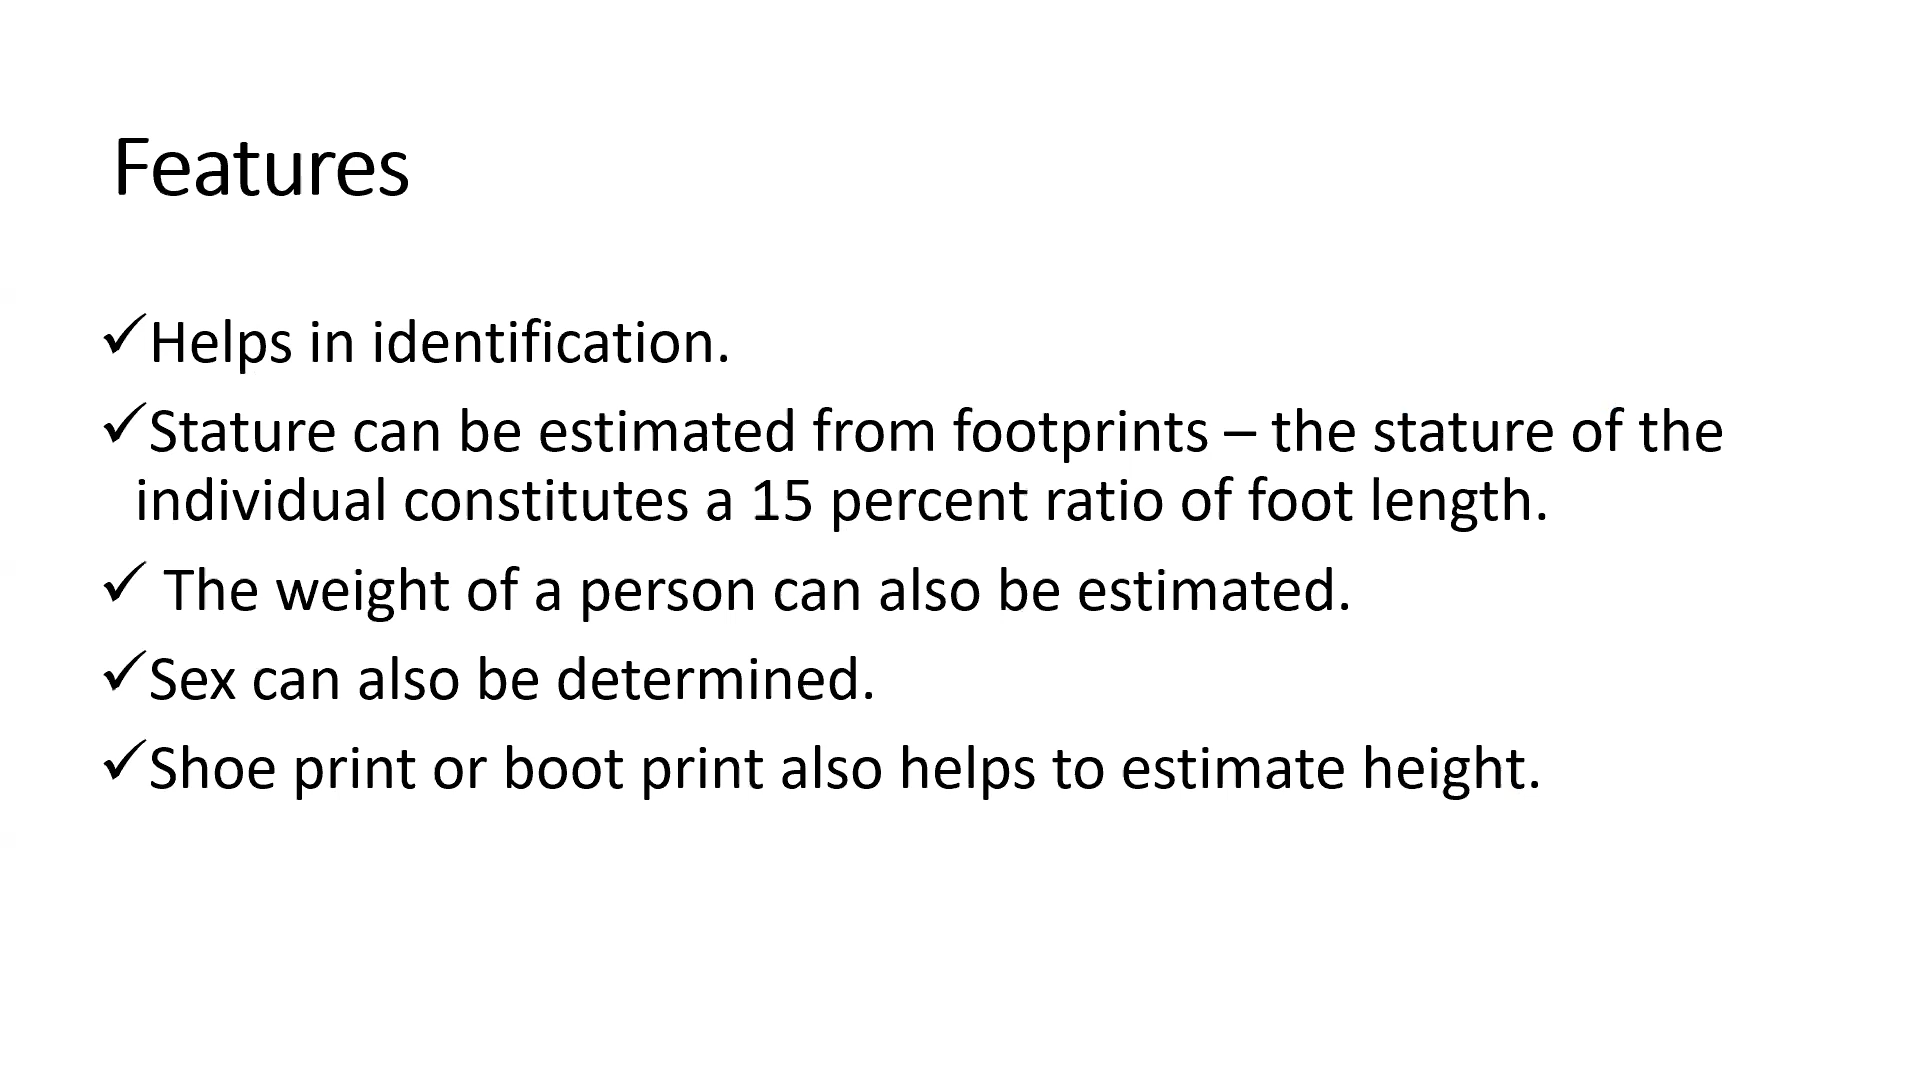 Features
✓Helps in identification.
✓Stature can be estimated from footprints – the stature of the
individual constitutes a 15 percent ratio of foot length.
✓ The weight of a person can also be estimated.
✓Sex can also be determined.
✓Shoe print or boot print also helps to estimate height.